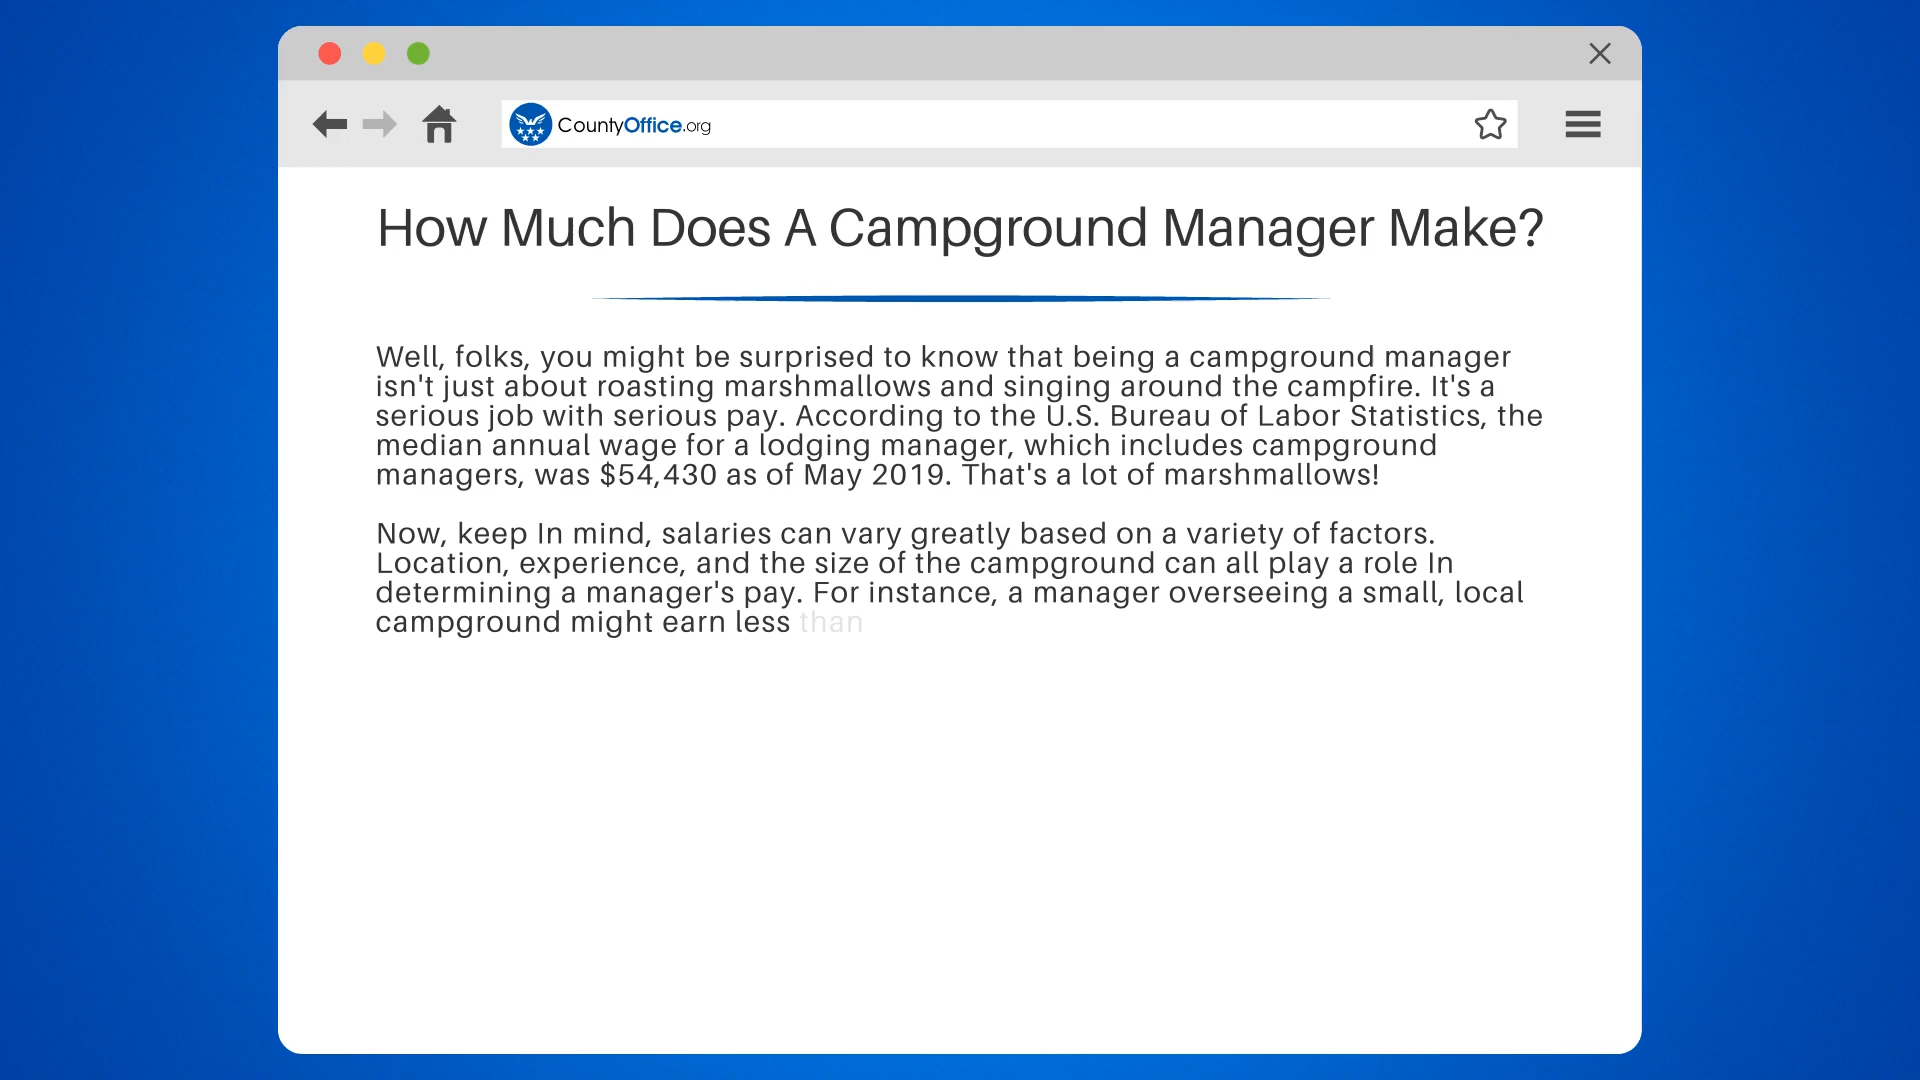 CountyOffice.org
How Much Does A Campground Manager Make?
Well, folks, you might be surprised to know that being a campground manager
isn't just about roasting marshmallows and singing around the campfire. It's a
serious job with serious pay. According to the U.S. Bureau of Labor Statistics, the
median annual wage for a lodging manager, which includes campground
managers, was $54,430 as of May 2019. That's a lot of marshmallows!
Now, keep In mind, salaries can vary greatly based on a variety of factors.
Location, experience, and the size of the campground can all play a role In
determining a manager's pay. For instance, a manager overseeing a small, local
campground might earn less than